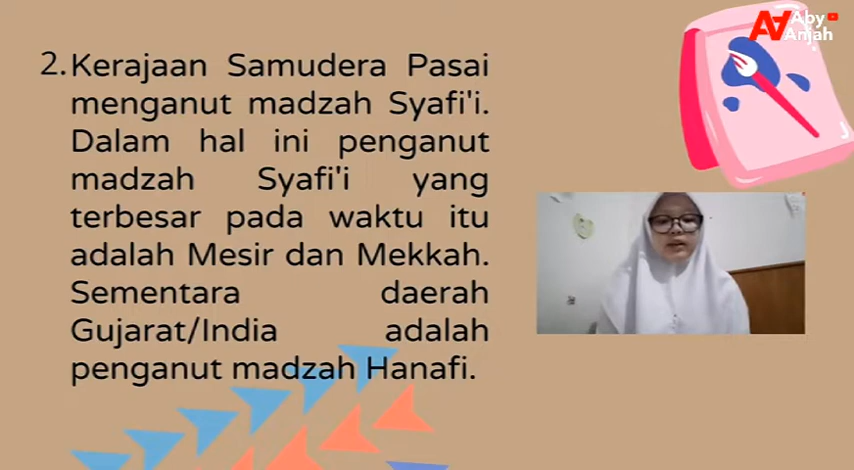 Aby
Anjah
2. Kerajaan Samudera Pasai
menganut madzah Syafi'i.
Dalam hal ini penganut
madzah Syafi'i yang
terbesar pada waktu itu
adalah Mesir dan Mekkah.
Sementara daerah
Gujarat/India adalah
penganut madzah Hanafi.